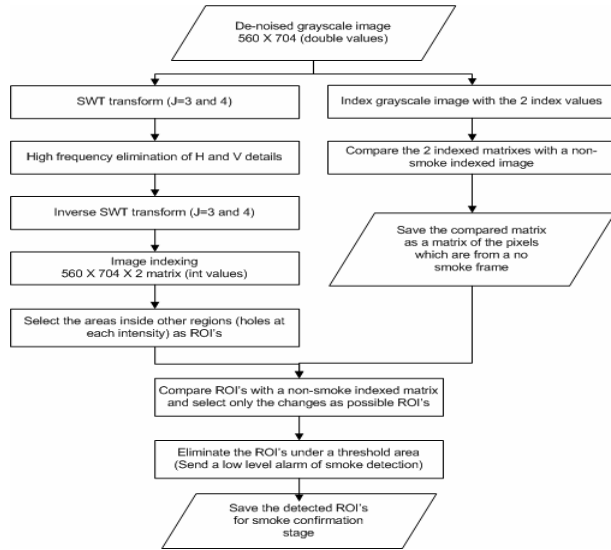 De-noised grayscale image
560 X 704 (double values)
SWT transform (J=3 and 4)
High frequency elimination of H and V details
Inverse SWT transform (J=3 and 4)
Image indexing
560 X 704 X 2 matrix (int values)
Select the areas inside other regions (holes at
each intensity) as ROI's
Index grayscale image with the 2 index values
Compare the 2 indexed matrixes with a non-
smoke indexed image
Save the compared matrix
as a matrix of the pixels
which are from a no
smoke frame
Compare ROI's with a non-smoke indexed matrix
and select only the changes as possible ROI's
Eliminate the ROI's under a threshold area
(Send a low level alarm of smoke detection)
Save the detected ROI's
for smoke confirmation
stage